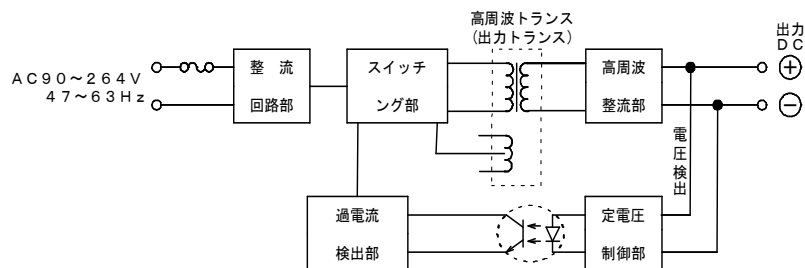 高周波トランス
(出力トランス)
出力
DC
整 流
回路部
スイッチ
ング部
高周波
整流部
AC90～264V
47～63Hz
電圧検出
過電流
検出部
定電圧
制御部